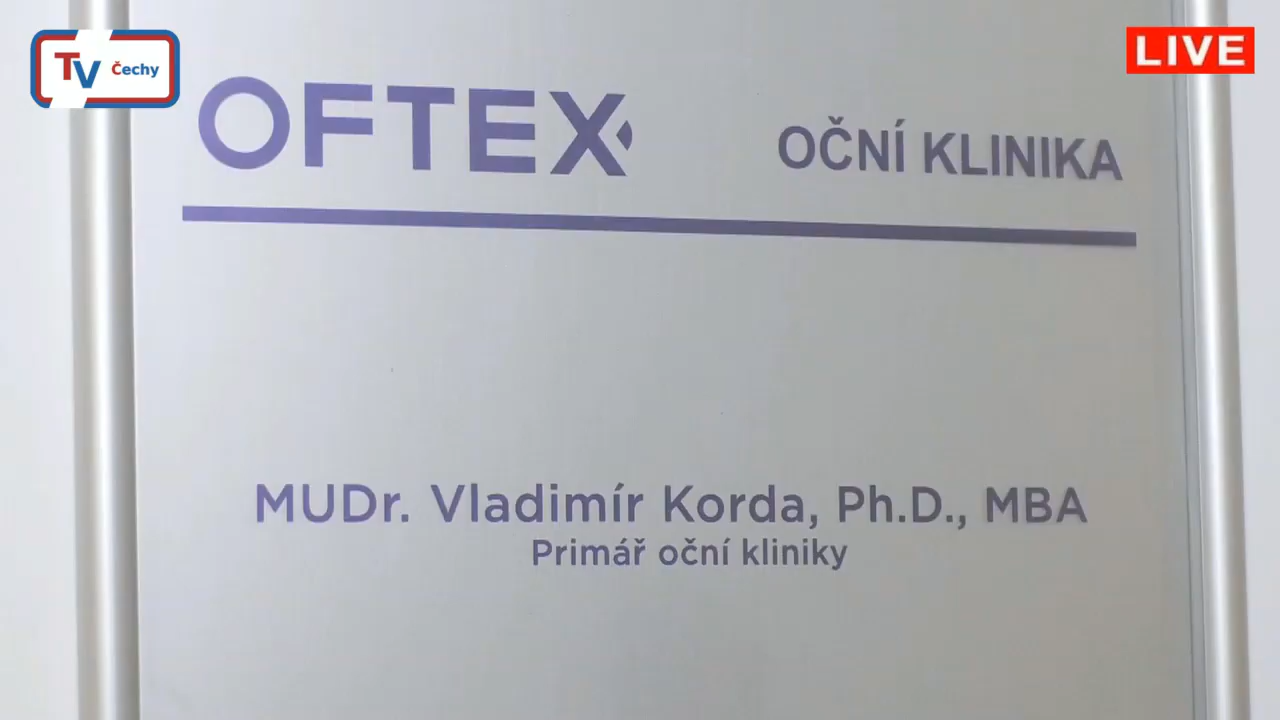 TV Čechy
LIVE
OFTEX
OČNÍ KLINIKA
MUDr. Vladimír Korda, Ph.D., MBA
Primář oční kliniky